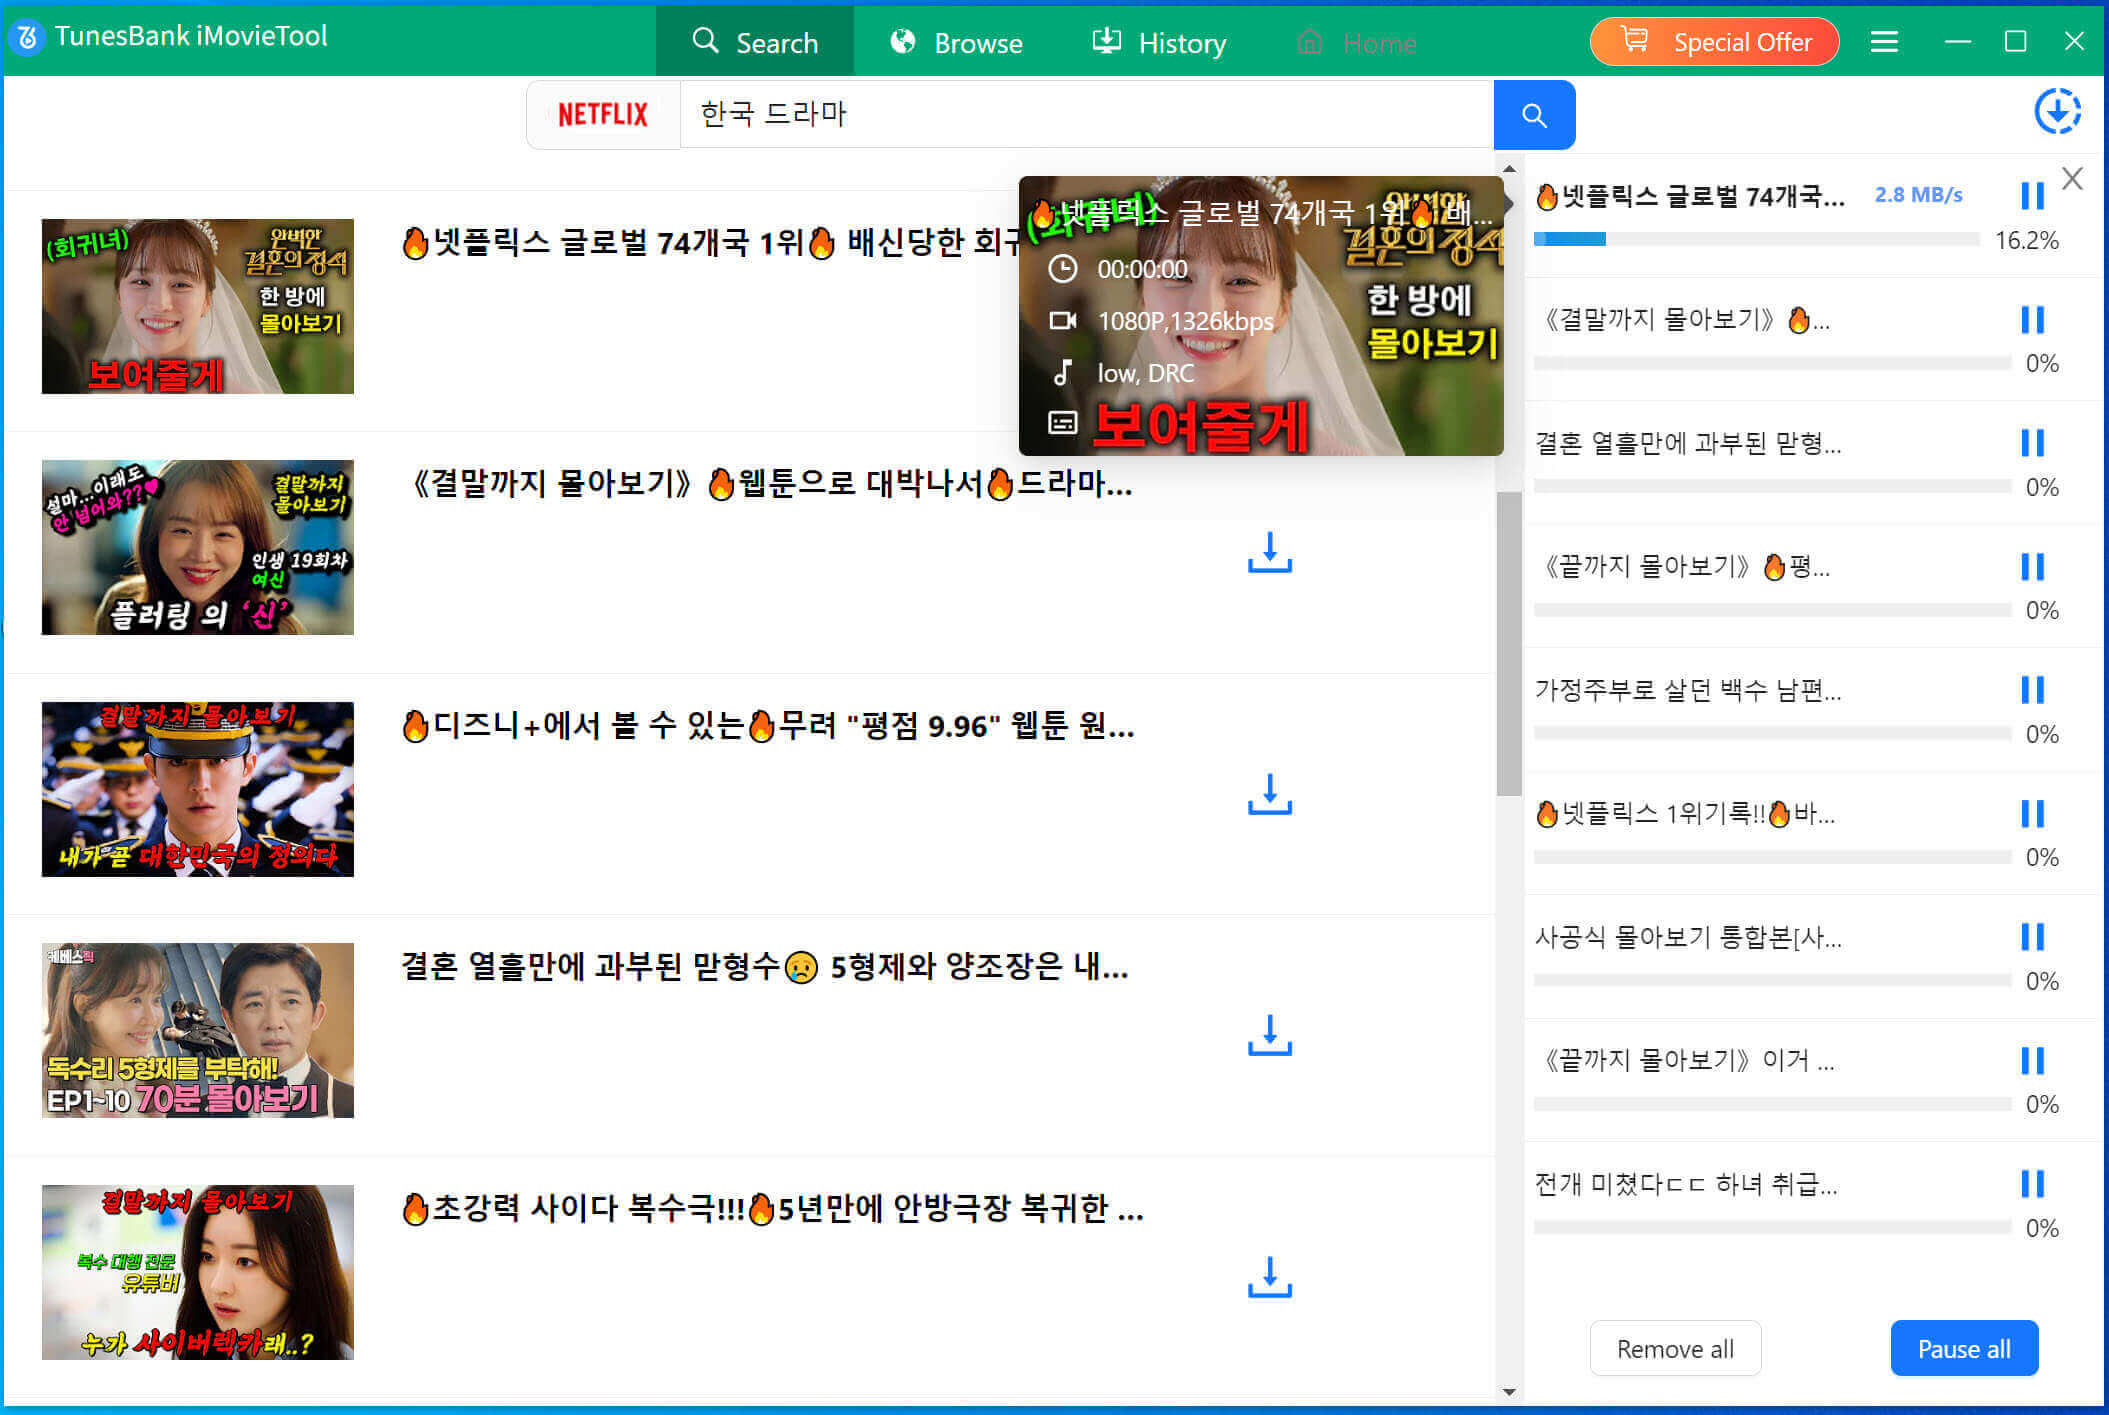 TunesBank iMovieTool
Search
Browse
History
Home
Special Offer
NETFLIX
한국 드라마
(회귀녀)
완벽한
결혼의 정석
한 방에
몰아보기
보여줄게
🔥넷플릭스 글로벌 74개국 1위🔥 배신당한 회귀
🔥넷플릭스 글로벌 74개국 1위🔥 배...
(회귀녀)
완벽한
결혼의 정석
00:00:00
한 방에
1080P,1326kbps
몰아보기
low, DRC
보여줄게
설마...이래도
안 넘어와??♥
결말까지
몰아보기
인생 19회차
여신
플러팅 의 '신'
《결말까지 몰아보기》🔥웹툰으로 대박나서🔥드라마...
결말까지 몰아보기
내가 곧 대한민국의 정의다
🔥디즈니+에서 볼 수 있는🔥무려 "평점 9.96" 웹툰 원...
독수리 5형제를 부탁해!
EP1~10 70분 몰아보기
결혼 열흘만에 과부된 맏형수😢 5형제와 양조장은 내...
결말까지 몰아보기
복수 대행 전문
유튜버
누가 사이버렉카래..?
🔥초강력 사이다 복수극!!!🔥5년만에 안방극장 복귀한 ...
🔥넷플릭스 글로벌 74개국...
2.8 MB/s
16.2%
《결말까지 몰아보기》🔥...
0%
결혼 열흘만에 과부된 맏형...
0%
《끝까지 몰아보기》🔥평...
0%
가정주부로 살던 백수 남편...
0%
🔥넷플릭스 1위기록!!🔥바...
0%
사공식 몰아보기 통합본[사...
0%
《끝까지 몰아보기》이거 ...
0%
전개 미쳤다ㄷㄷ 하녀 취급...
0%
Remove all
Pause all